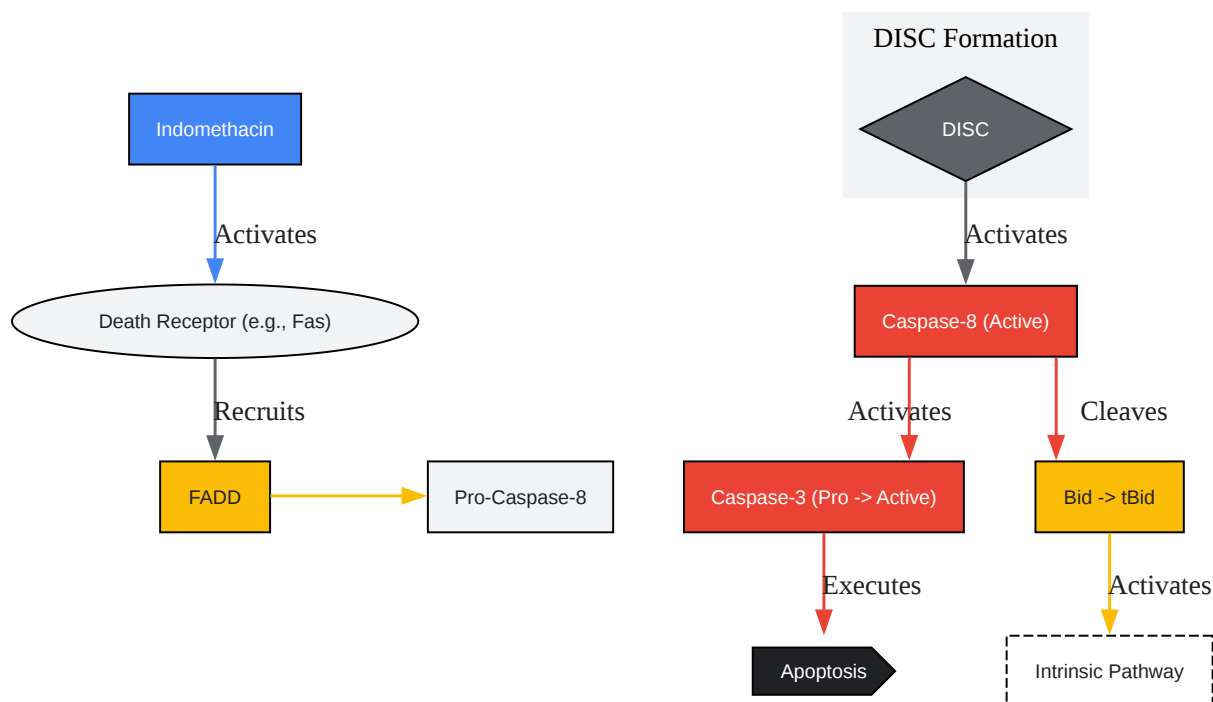 DISC Formation
Indomethacin
DISC
Activates
Activates
Death Receptor (e.g., Fas)
Caspase-8 (Active)
Recruits
Activates
Cleaves
FADD
Pro-Caspase-8
Caspase-3 (Pro -> Active)
Bid -> tBid
Executes
Activates
Apoptosis
Intrinsic Pathway